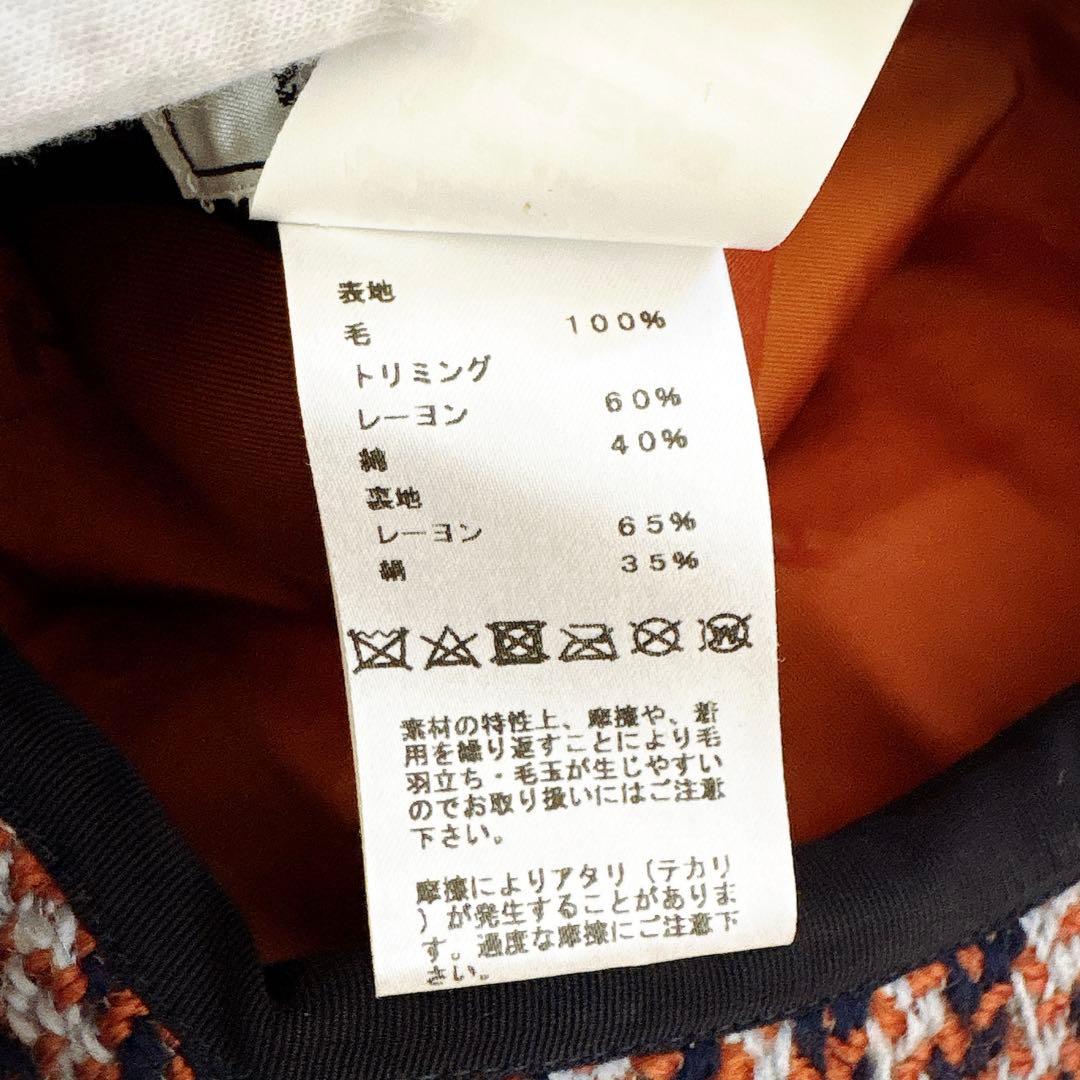 表地
毛 100%
トリミング
レーヨン 60%
綿 40%
裏地
レーヨン 65%
絹 35%
素材の特性上、摩擦や、着
用を繰り返すことにより毛
羽立ち・毛玉が生じやすい
のでお取り扱いにはご注意
下さい。
摩擦によりアタリ（テカリ
）が発生することがありま
す。過度な摩擦にご注意下
さい。